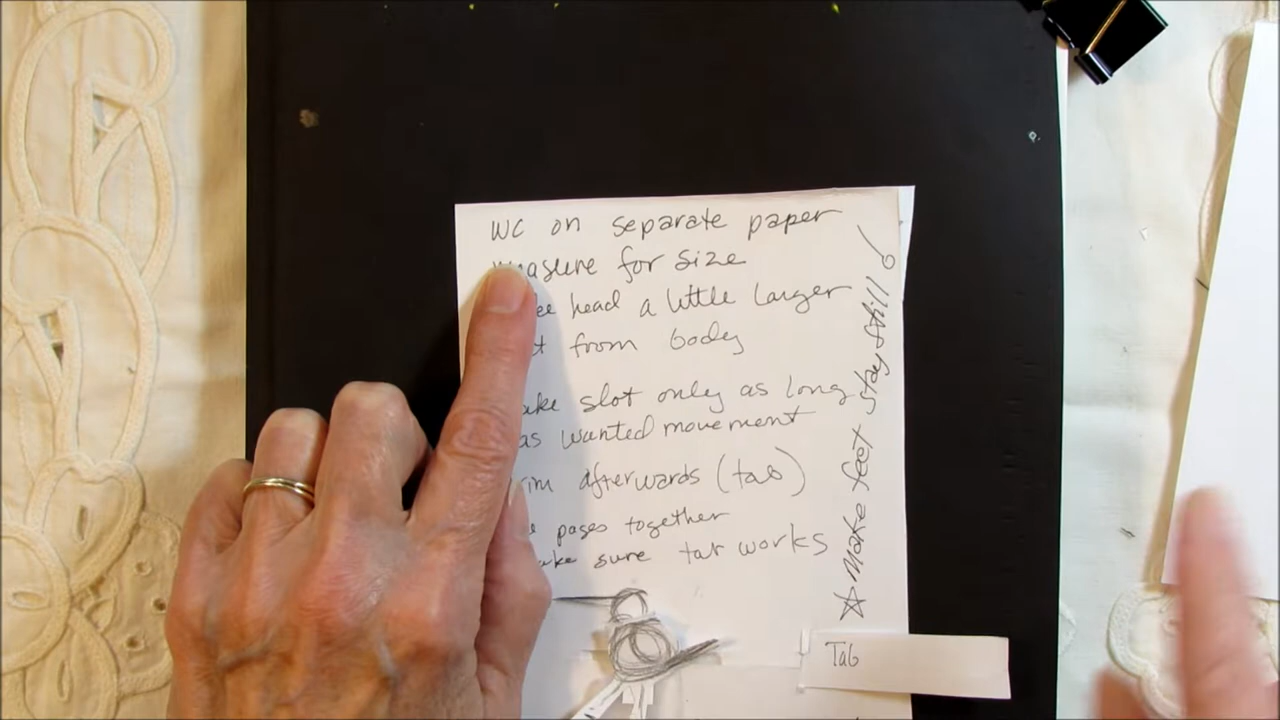 WC on separate paper
measure for size
head a little larger
from body
slot only as long
as wanted movement
afterwards (tab)
pages together
sure tab works
☆ Make feet stay still
Tab